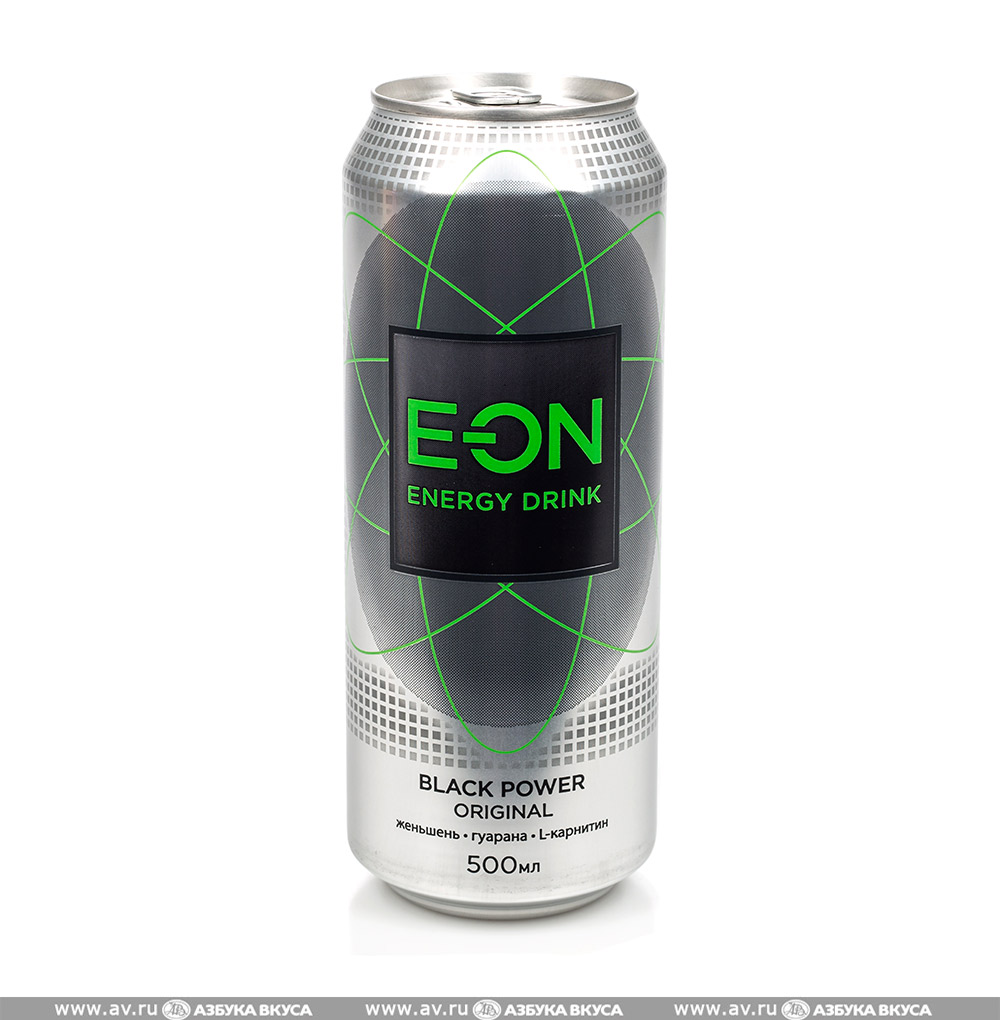 E-ON
ENERGY DRINK
BLACK POWER
ORIGINAL
женьшень • гуарана • L-карнитин
500мл
www.av.ru АЗБУКА ВКУСА www.av.ru АЗБУКА ВКУСА www.av.ru АЗБУКА ВКУСА